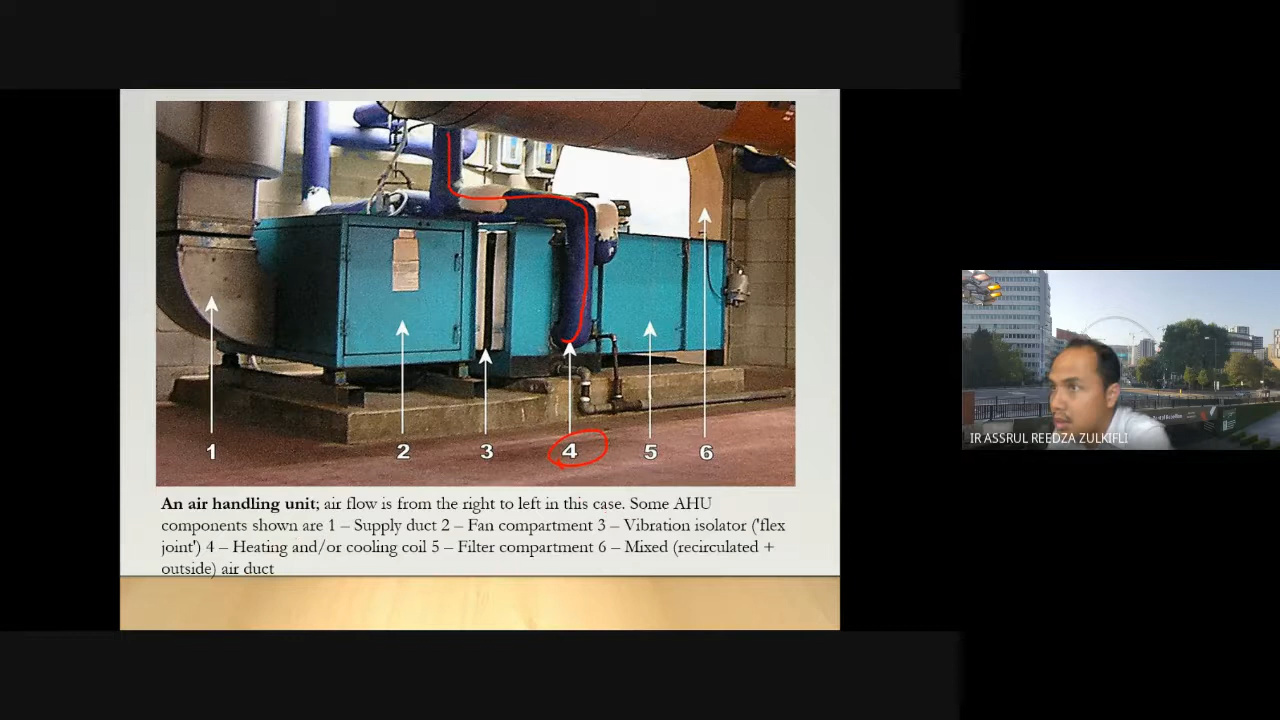 1 2 3 4 5 6
An air handling unit; air flow is from the right to left in this case. Some AHU
components shown are 1 – Supply duct 2 – Fan compartment 3 – Vibration isolator ('flex
joint') 4 – Heating and/or cooling coil 5 – Filter compartment 6 – Mixed (recirculated +
outside) air duct
IR ASSRUL REEDZA ZULKIFLI